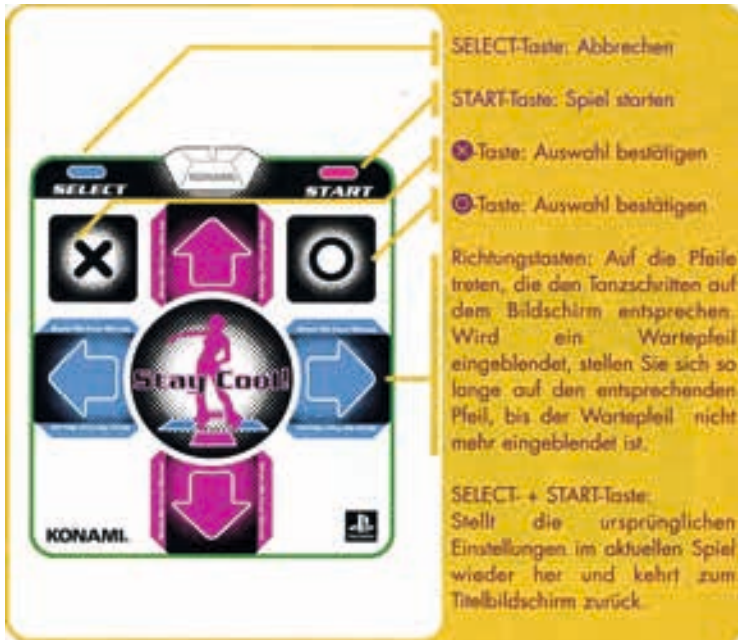 SELECT-Taste: Abbrechen
START-Taste: Spiel starten
-Taste: Auswahl bestätigen
-Taste: Auswahl bestätigen
Richtungstasten: Auf die Pfeile
treten, die den Tanzschritten auf
dem Bildschirm entsprechen.
Wird ein Wartepfeil
eingeblendet, stellen Sie sich so
lange auf den entsprechenden
Pfeil, bis der Wartepfeil nicht
mehr eingeblendet ist.
SELECT- + START-Taste:
Stellt die ursprünglichen
Einstellungen im aktuellen Spiel
wieder her und kehrt zum
Titelbildschirm zurück.
KONAMI
SELECT
START
Stay Cool!
KONAMI.